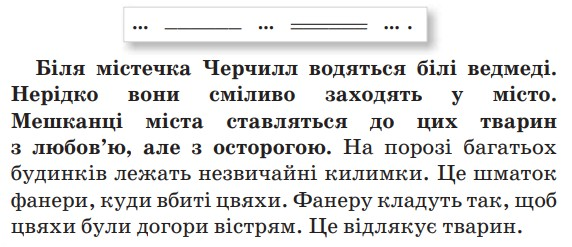 ... ______ ... ______ ... .
Біля містечка Черчилл водяться білі ведмеді.
Нерідко вони сміливо заходять у місто.
Мешканці міста ставляться до цих тварин
з любов’ю, але з осторогою. На порозі багатьох
будинків лежать незвичайні килимки. Це шматок
фанери, куди вбиті цвяхи. Фанеру кладуть так, щоб
цвяхи були догори вістрям. Це відлякує тварин.